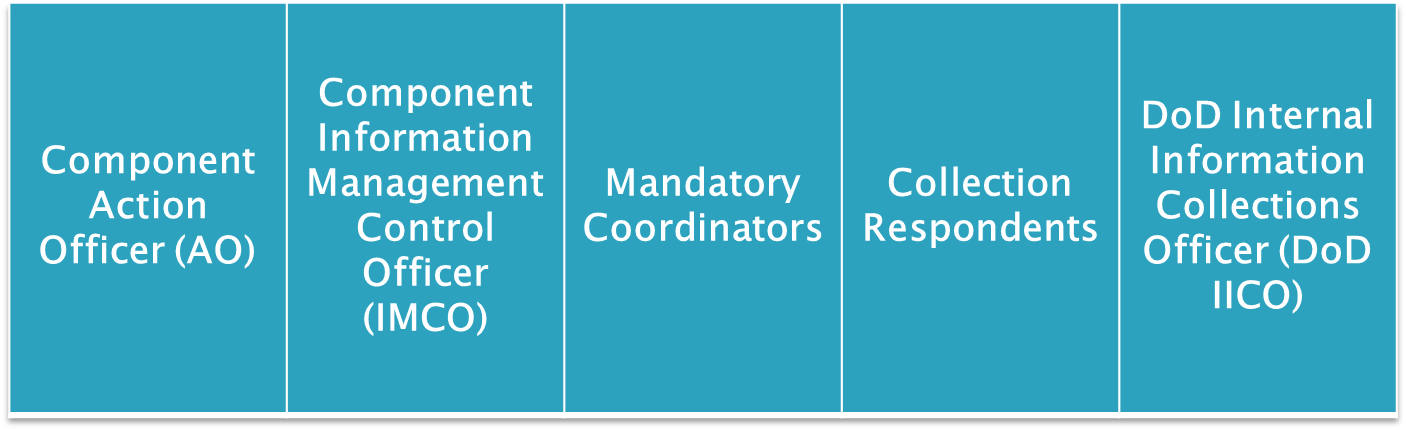 Component
Action
Officer (AO)
Component
Information
Management
Control
Officer
(IMCO)
Mandatory
Coordinators
Collection
Respondents
DoD Internal
Information
Collections
Officer (DoD
IICO)